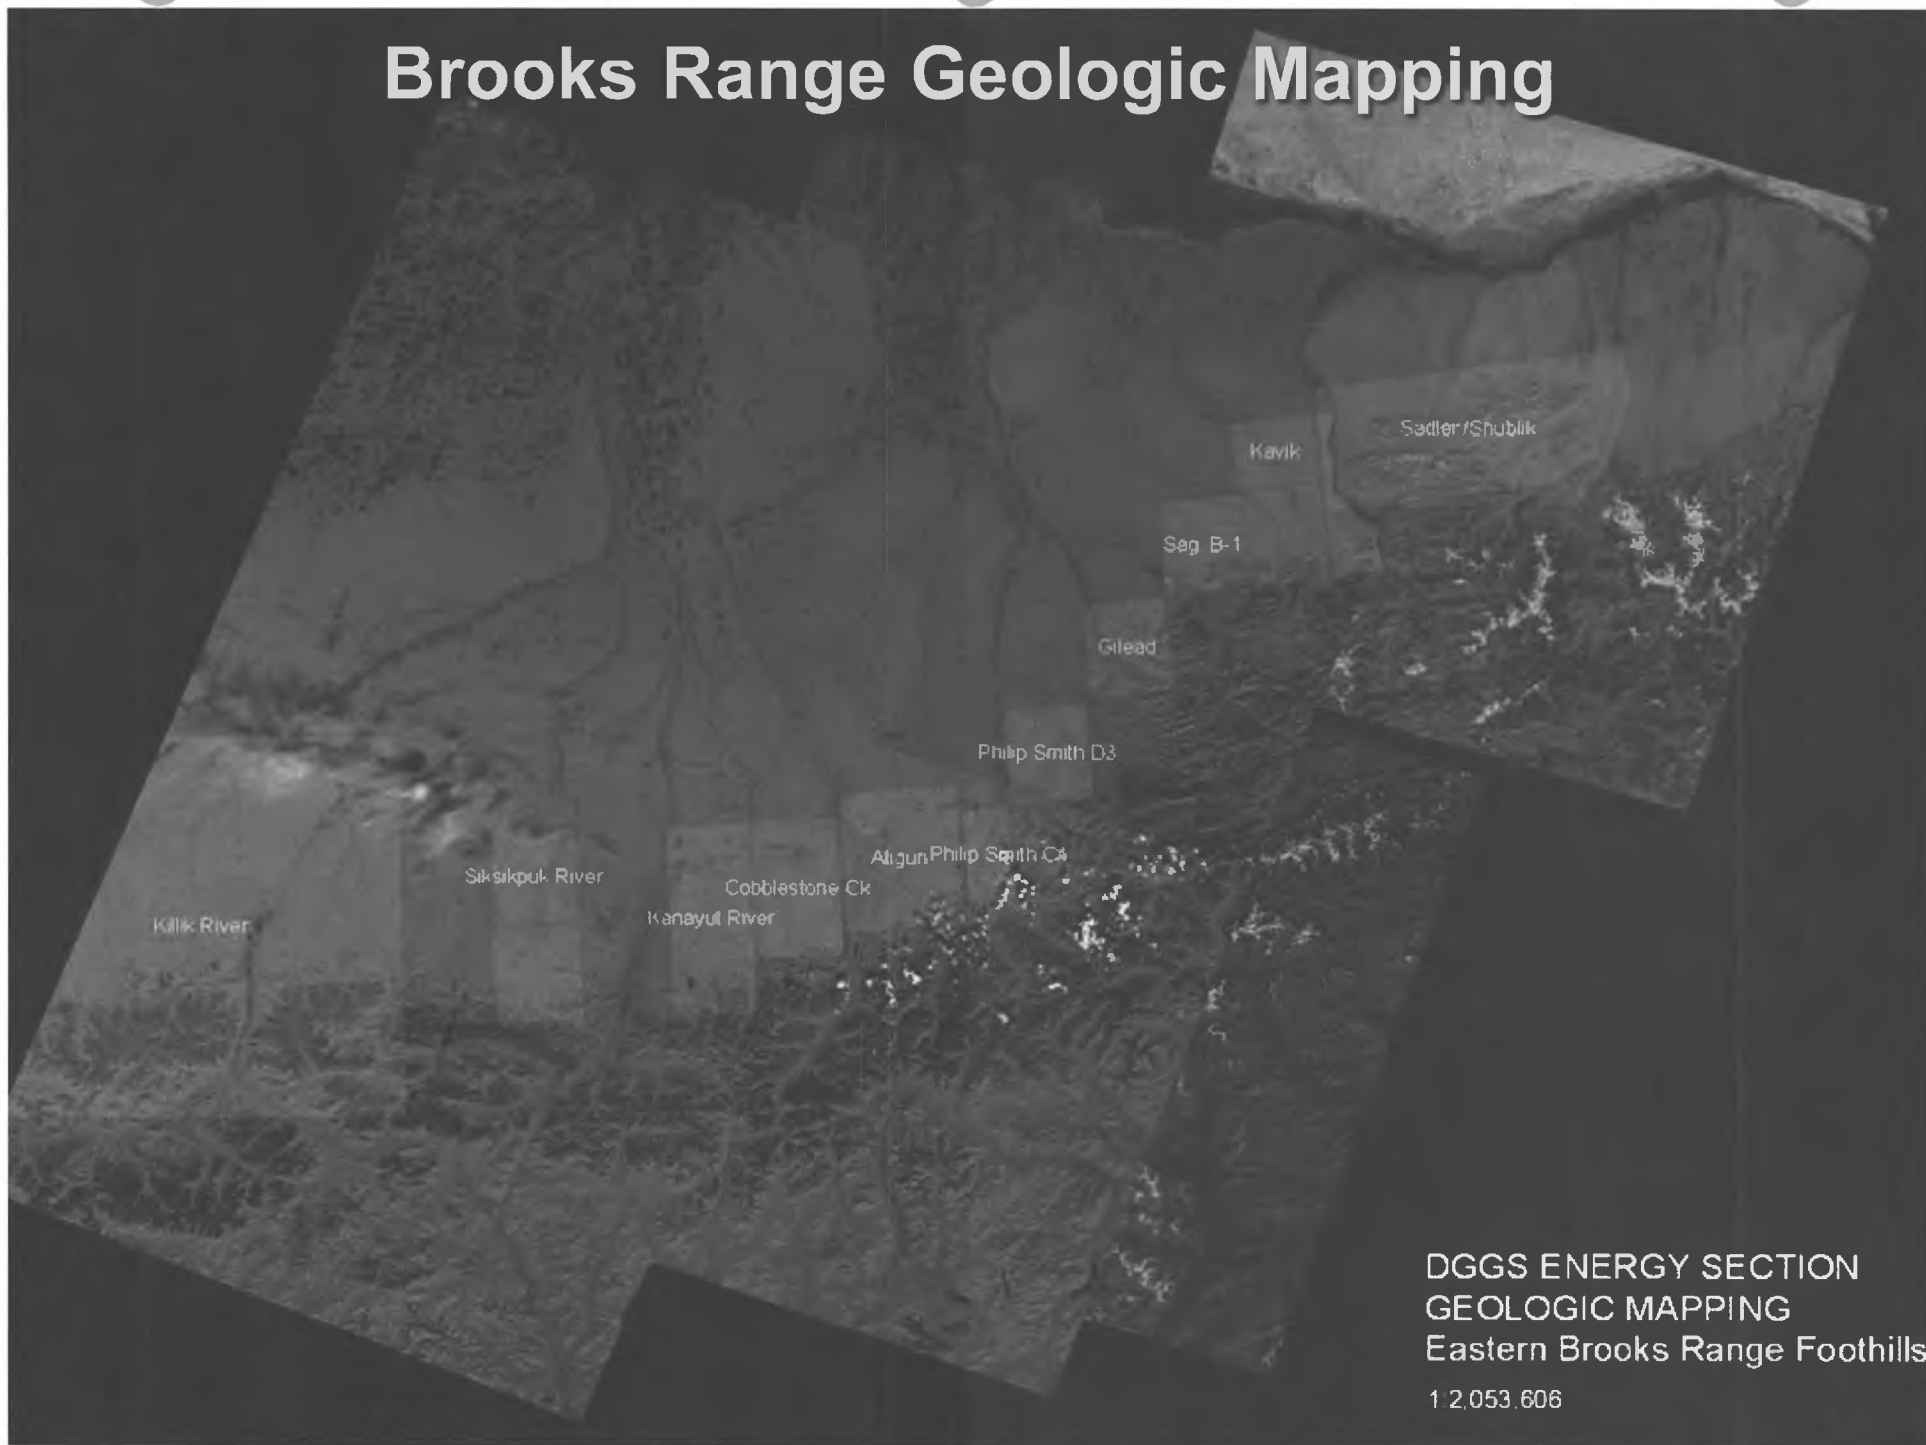 Brooks Range Geologic Mapping
Sadler/Shublik
Kavik
Sag B-1
Gilead
Philip Smith D3
Atigun
Philip Smith C4
Siksikpuk River
Cobblestone Ck
Kanayut River
Killik River
DGGS ENERGY SECTION
GEOLOGIC MAPPING
Eastern Brooks Range Foothills
1:2,053,606